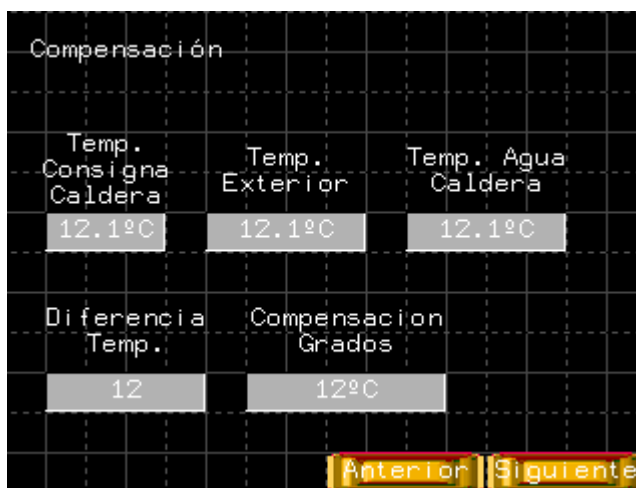 Compensación
Temp.
Consigna
Caldera
Temp.
Exterior
Temp. Agua
Caldera
12.1ºC
12.1ºC
12.1ºC
Diferencia
Temp.
Compensacion
Grados
12
12ºC
Anterior
Siguiente